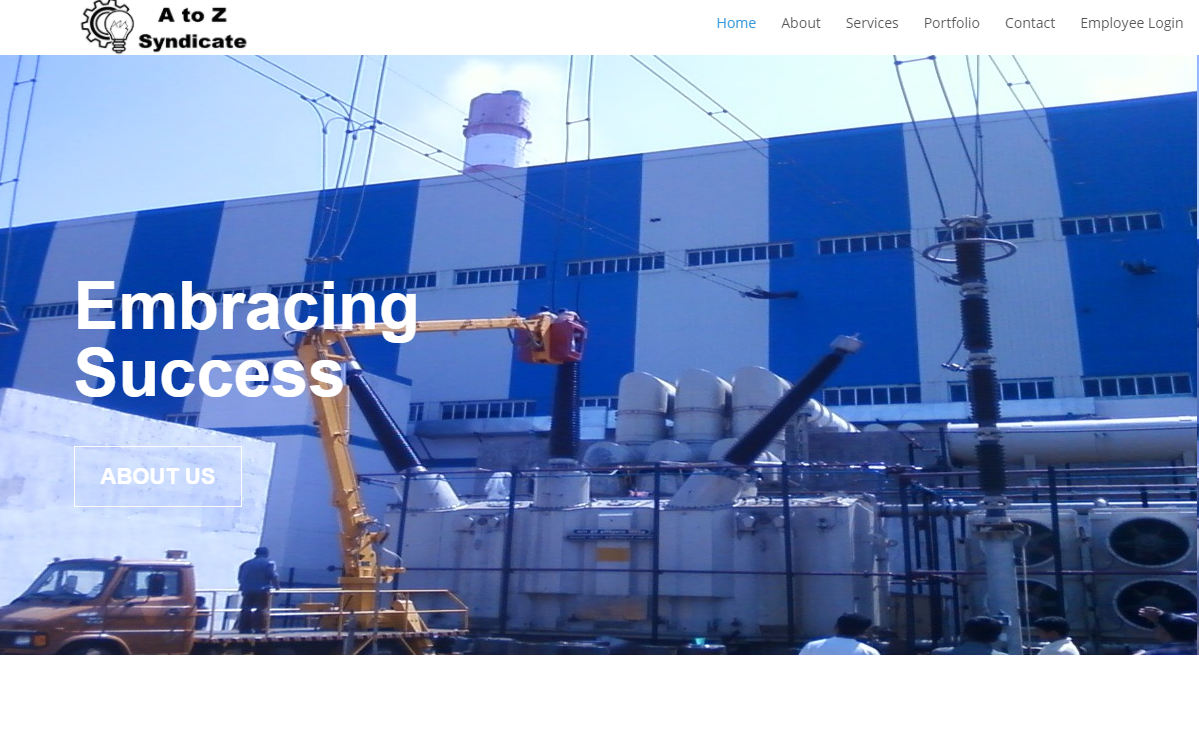 A to Z
Syndicate
Home About Services Portfolio Contact Employee Login
Embracing
Success
ABOUT US